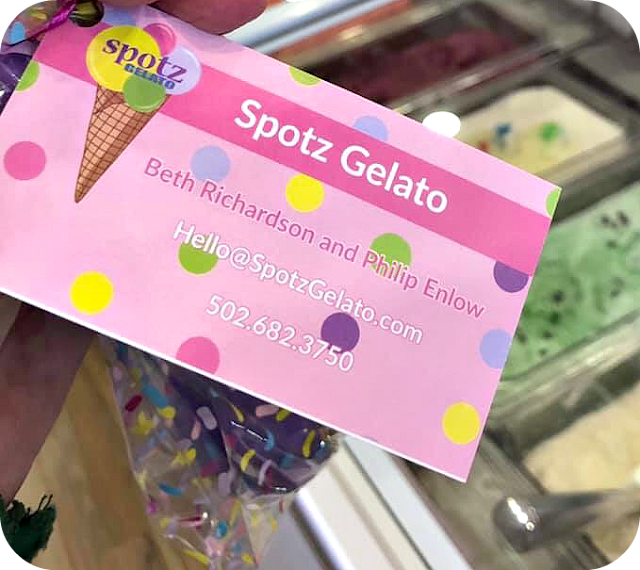 spotz
GELATO
Spotz Gelato
Beth Richardson and Philip Enlow
Hello@SpotzGelato.com
502.682.3750